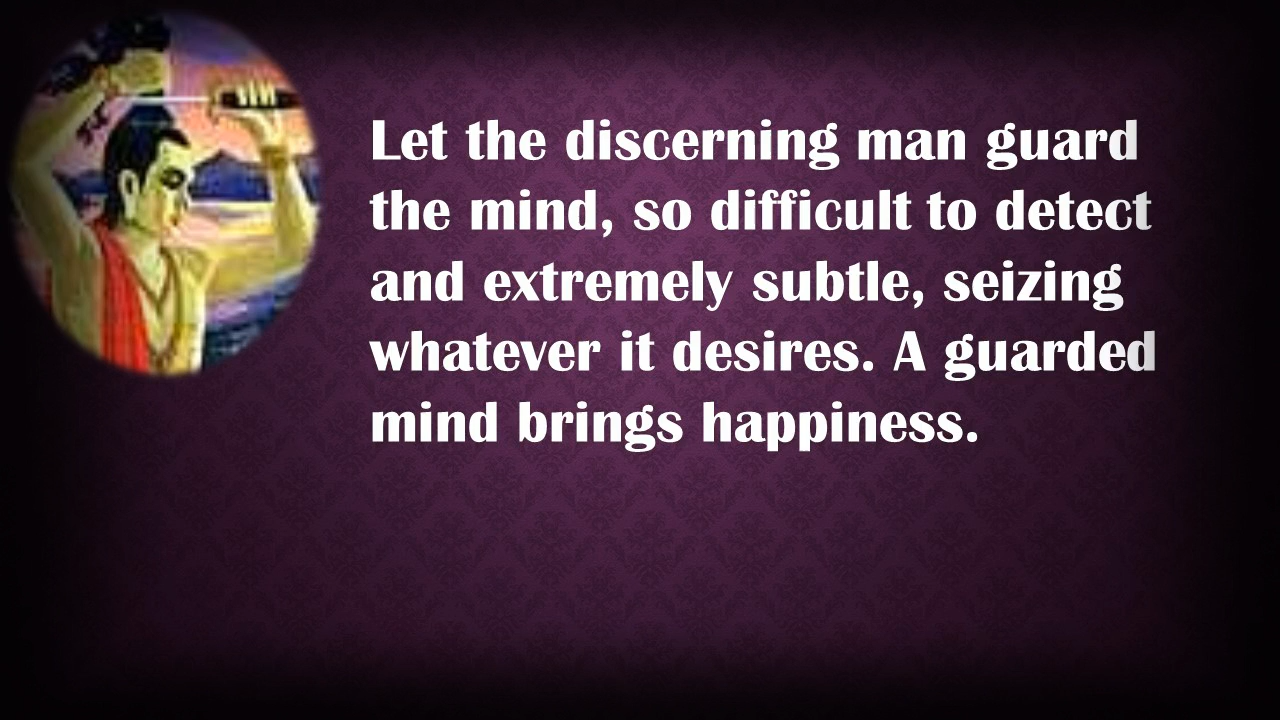 Let the discerning man guard
the mind, so difficult to detect
and extremely subtle, seizing
whatever it desires. A guarded
mind brings happiness.